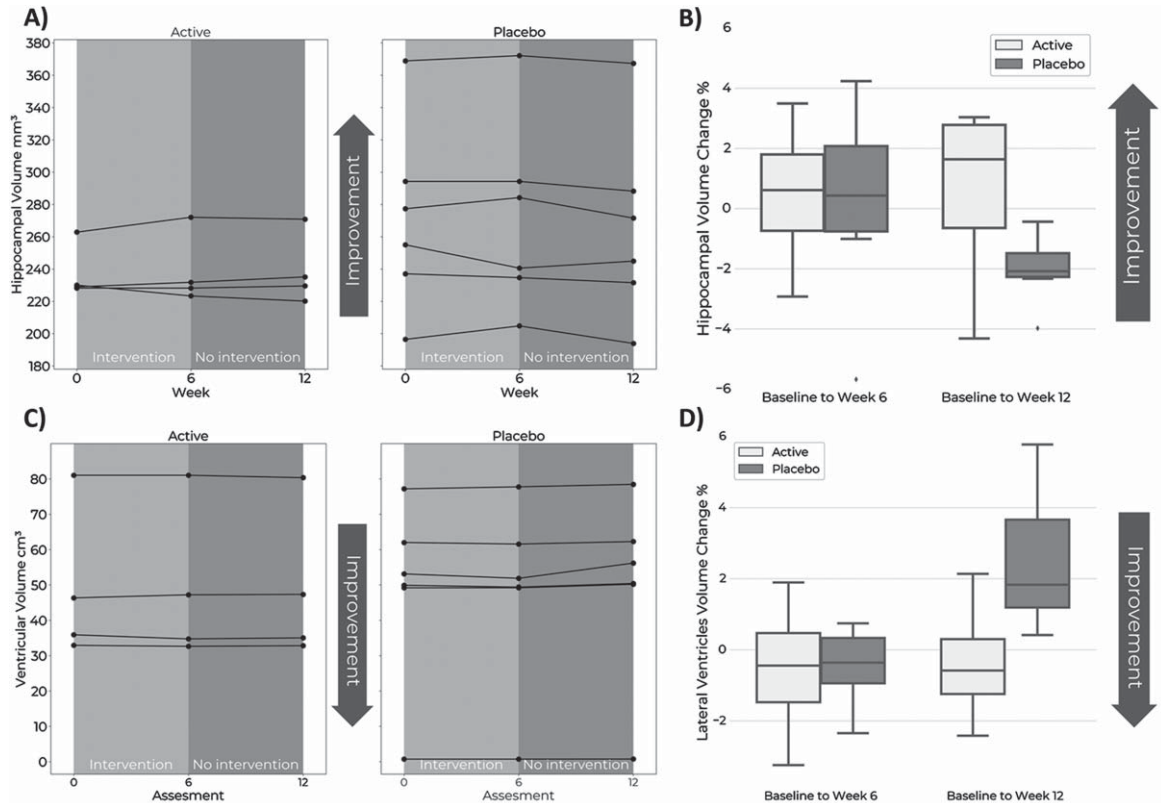 A)
Active
Placebo
Hippocampal Volume mm³
380
360
340
320
300
280
260
240
220
200
180
Intervention
No intervention
0
6
12
Week
Improvement
Intervention
No intervention
0
6
12
Week
B)
Active
Placebo
Hippocampal Volume Change %
6
4
2
0
−2
−4
−6
Baseline to Week 6
Baseline to Week 12
Improvement
C)
Active
Placebo
Ventricular Volume cm³
80
70
60
50
40
30
20
10
0
Intervention
No intervention
0
6
12
Assesment
Improvement
Intervention
No intervention
0
6
12
Assesment
D)
Active
Placebo
Lateral Ventricles Volume Change %
6
4
2
0
−2
Baseline to Week 6
Baseline to Week 12
Improvement